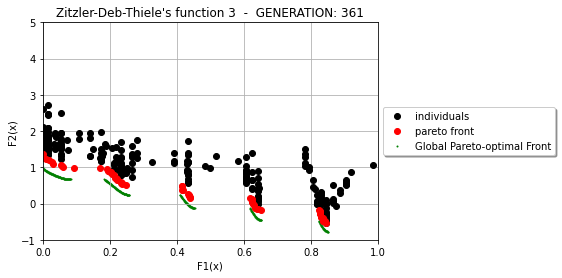 Zitzler-Deb-Thiele's function 3  -  GENERATION: 361
5
4
3
2
1
0
−1
F2(x)
0.0 0.2 0.4 0.6 0.8 1.0
F1(x)
individuals
pareto front
Global Pareto-optimal Front